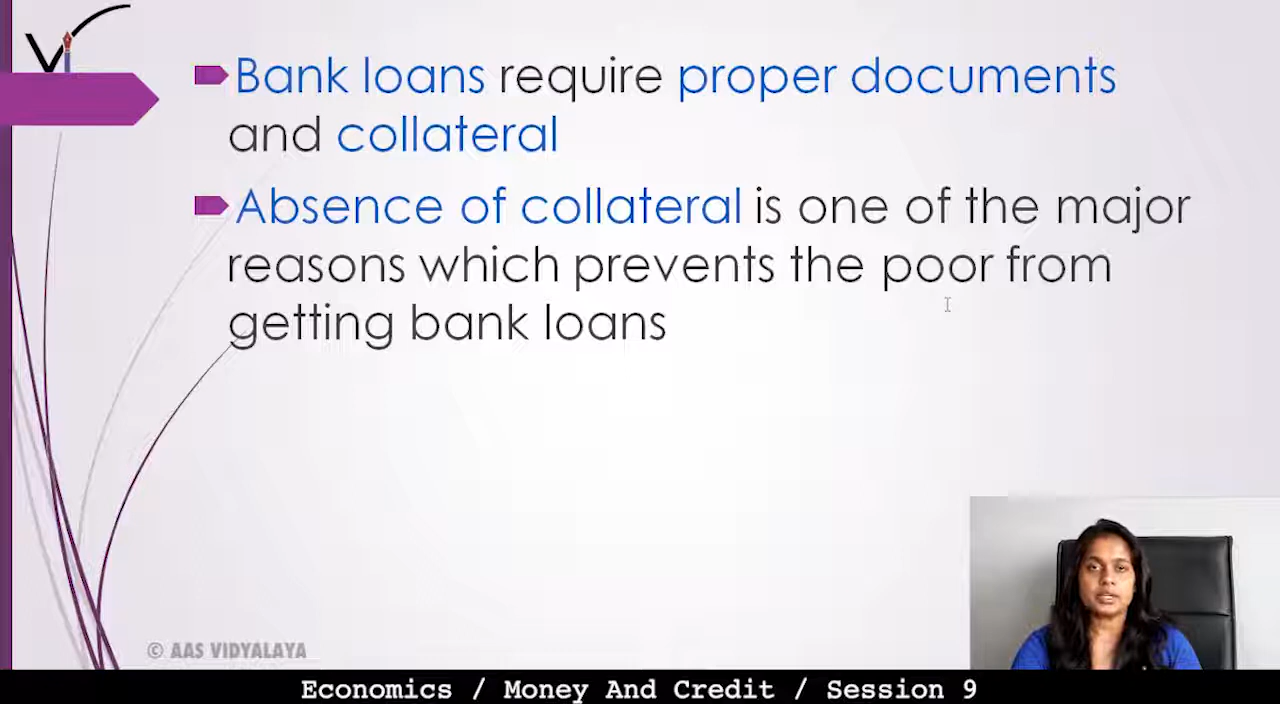 Bank loans require proper documents
and collateral
Absence of collateral is one of the major
reasons which prevents the poor from
getting bank loans
© AAS VIDYALAYA
Economics / Money And Credit / Session 9